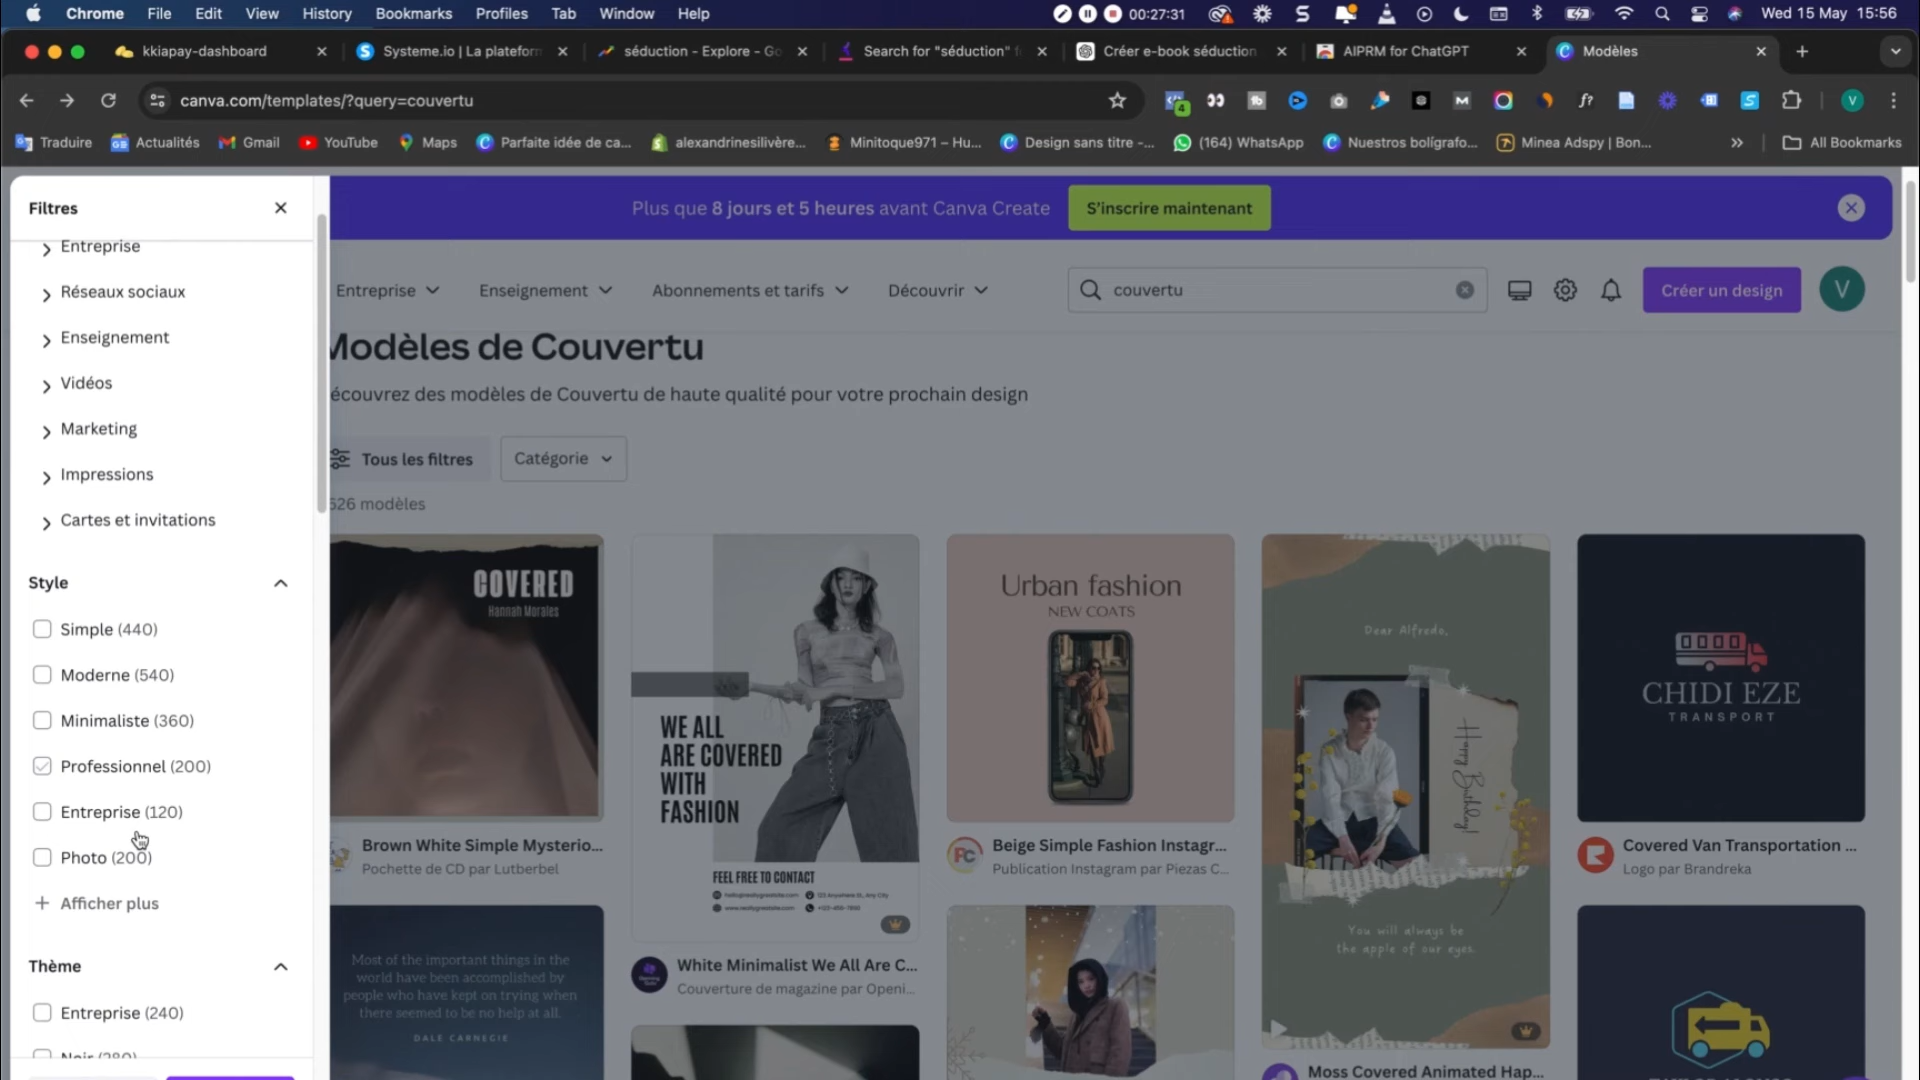 Chrome File Edit View History Bookmarks Profiles Tab Window Help 00:27:31 Wed 15 May 15:56
kkiapay-dashboard Systeme.io | La plateforn séduction - Explore - Go Search for "séduction" f Créer e-book séduction AIPRM for ChatGPT Modèles
canva.com/templates/?query=couvertu
Traduire Actualités Gmail YouTube Maps Parfaite idée de ca... alexandrinesilivère... Minitoque971 – Hu... Design sans titre -... (164) WhatsApp Nuestros bolígrafo... Minea Adspy | Bon... All Bookmarks
Filtres
Plus que 8 jours et 5 heures avant Canva Create S'inscrire maintenant
Entreprise
Réseaux sociaux
Enseignement
Vidéos
Marketing
Impressions
Cartes et invitations
Style
Simple (440)
Moderne (540)
Minimaliste (360)
Professionnel (200)
Entreprise (120)
Photo (200)
Afficher plus
Thème
Entreprise (240)
Noir (280)
Entreprise Enseignement Abonnements et tarifs Découvrir couvertu Créer un design V
Modèles de Couvertu
écouvrez des modèles de Couvertu de haute qualité pour votre prochain design
Tous les filtres Catégorie
626 modèles
COVERED
Hannah Morales
Brown White Simple Mysterio...
Pochette de CD par Lutberbel
Most of the important things in the
world have been accomplished by
people who have kept on trying when
there seemed to be no help at all.
DALE CARNEGIE
WE ALL
ARE COVERED
WITH
FASHION
FEEL FREE TO CONTACT
White Minimalist We All Are C...
Couverture de magazine par Openi...
Urban fashion
NEW COATS
Beige Simple Fashion Instagr...
Publication Instagram par Piezas C...
Dear Alfredo,
Happy Birthday!
You will always be
the apple of our eyes.
Moss Covered Animated Hap...
CHIDI EZE
TRANSPORT
Covered Van Transportation ...
Logo par Brandreka